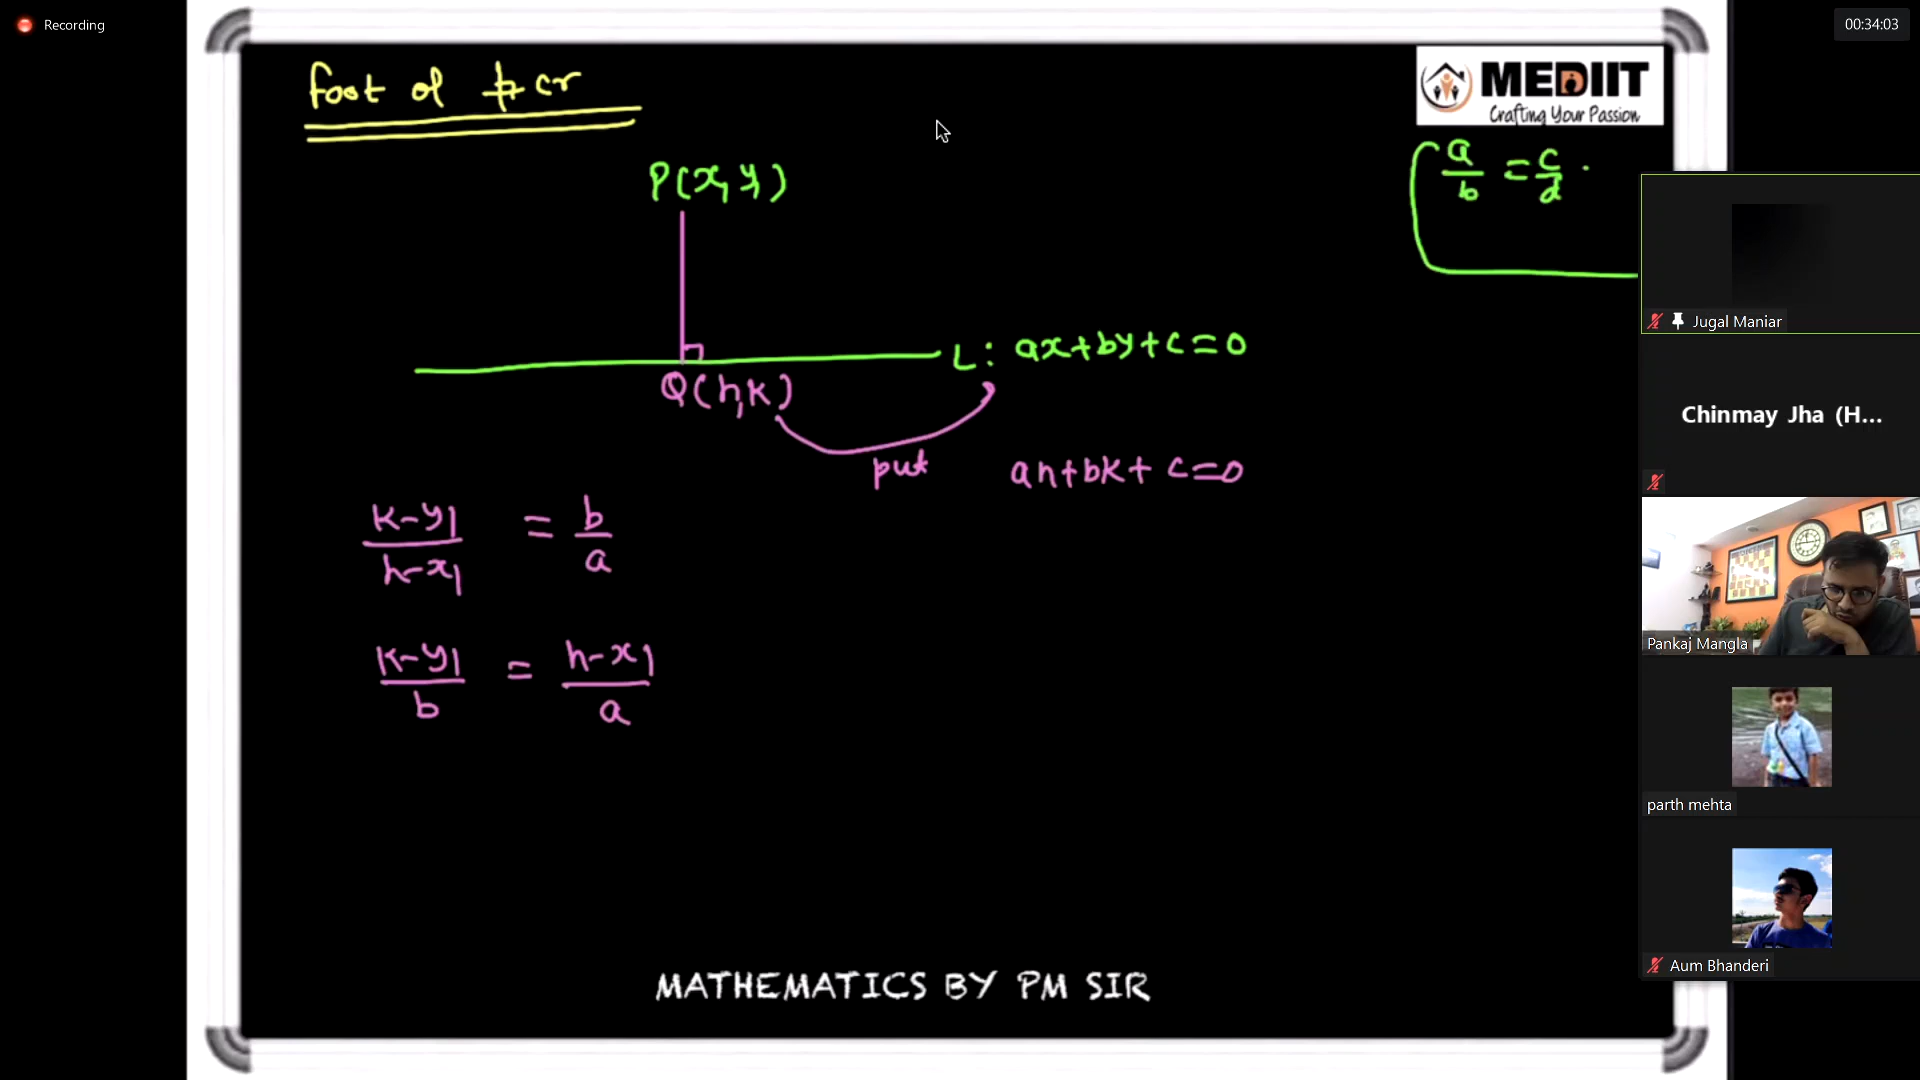 Recording
00:34:03
foot of pcr
MEDIIT
Crafting Your Passion
a/b = c/d
P(x1, y1)
L: ax+by+c=0
Q(h,k)
put
ah+bk+c=0
k-y1/h-x1 = b/a
k-y1/b = h-x1/a
MATHEMATICS BY PM SIR
Jugal Maniar
Chinmay Jha (H...
Pankaj Mangla
parth mehta
Aum Bhanderi